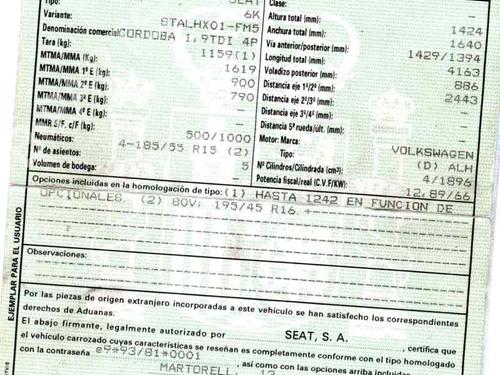 Tipo: SEAT
6K
Variante: STALHX01-FM5
Denominación comercial CORDOBA 1,9TDI 4P
Tara (kg): 1159(1)
MTMA/MMA (Kg): 1619
MTMA/MMA 1º E (kg): 900
MTMA/MMA 2º E (kg): 790
MTMA/MMA 3º E (kg):
MTMA/MMA 4º E (kg):
MMR S/F, c/F (kg): 500/1000
Neumáticos: 4-185/55 R15 (2)
Nº de asientos: 5
Volumen de bodega:
Clase:
Altura total (mm): 1424
Anchura total (mm): 1640
Vía anterior/posterior (mm): 1429/1394
Longitud total (mm): 4163
Voladizo posterior (mm): 886
Distancia eje 1º/2º (mm): 2443
Distancia eje 2º/3º (mm):
Distancia eje 3º/4º (mm):
Distancia 5ª rueda/últ. (mm):
Motor: Marca: VOLKSWAGEN
Tipo: (D) ALH
Nº Cilindros/Cilindrada (cm³): 4/1896
Potencia fiscal/real (C.V.F/KW): 12,89/66
Opciones incluidas en la homologación de tipo: (1) HASTA 1242 EN FUNCION DE
OPCIONALES. (2) 80V; 195/45 R16.+
Observaciones:
Por las piezas de origen extranjero incorporadas a este vehículo se han satisfecho los correspondientes
derechos de Aduanas.
El abajo firmante, legalmente autorizado por SEAT, S. A. , certifica que
el vehículo carrozado cuyas características se reseñan es completamente conforme con el tipo homologado
con la contraseña e9*93/81*0001 , así como con las opciones arriba incluidas
MARTORELL, 13
EJEMPLAR PARA EL USUARIO